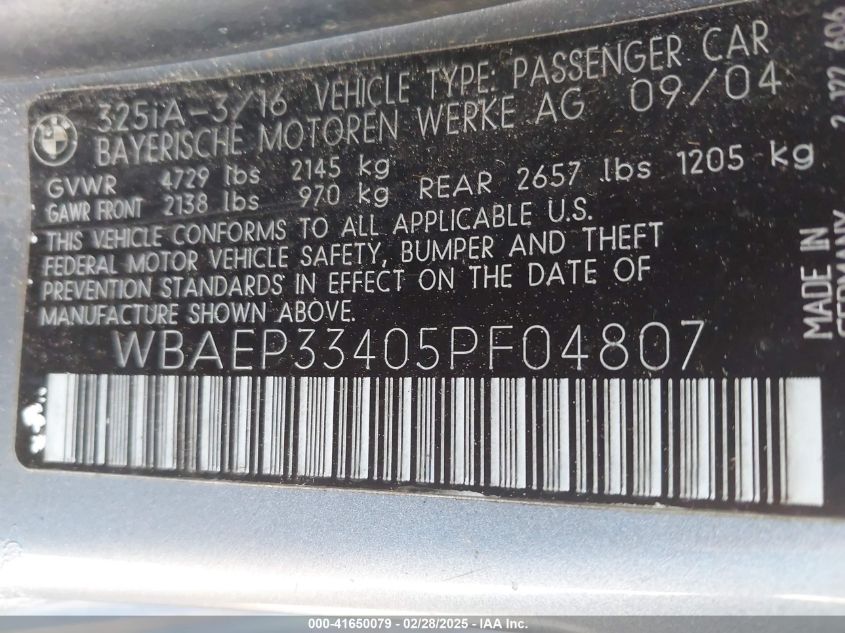 3251A-3/16 VEHICLE TYPE: PASSENGER CAR
BAYERISCHE MOTOREN WERKE AG 09/04
GVWR 4729 lbs 2145 kg
GAWR FRONT 2138 lbs 970 kg REAR 2657 lbs 1205 kg
THIS VEHICLE CONFORMS TO ALL APPLICABLE U.S.
FEDERAL MOTOR VEHICLE SAFETY, BUMPER AND THEFT
PREVENTION STANDARDS IN EFFECT ON THE DATE OF
MANUFACTURE SHOWN ABOVE.
WBAEP33405PF04807
MADE IN
GERMANY
BMW
000-41650079 - 02/28/2025 - IAA Inc.